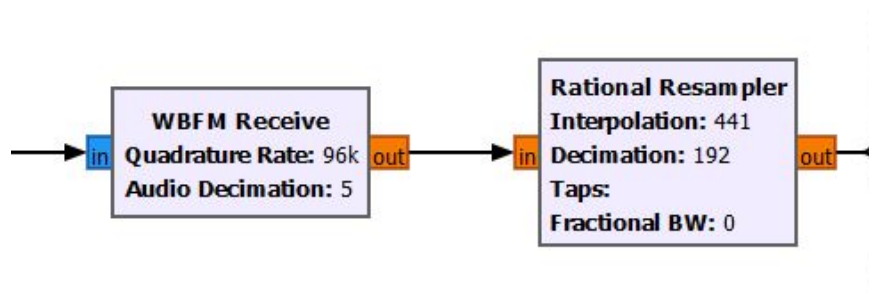 in
WBFM Receive
Quadrature Rate: 96k
Audio Decimation: 5
out
in
Rational Resampler
Interpolation: 441
Decimation: 192
Taps:
Fractional BW: 0
out